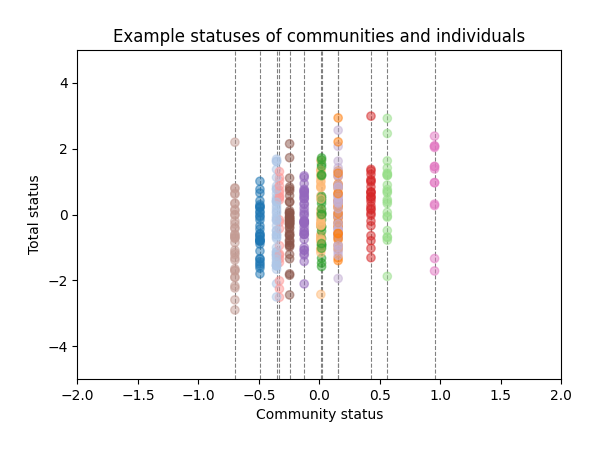 Example statuses of communities and individuals
4
2
0
−2
−4
Total status
−2.0 −1.5 −1.0 −0.5 0.0 0.5 1.0 1.5 2.0
Community status